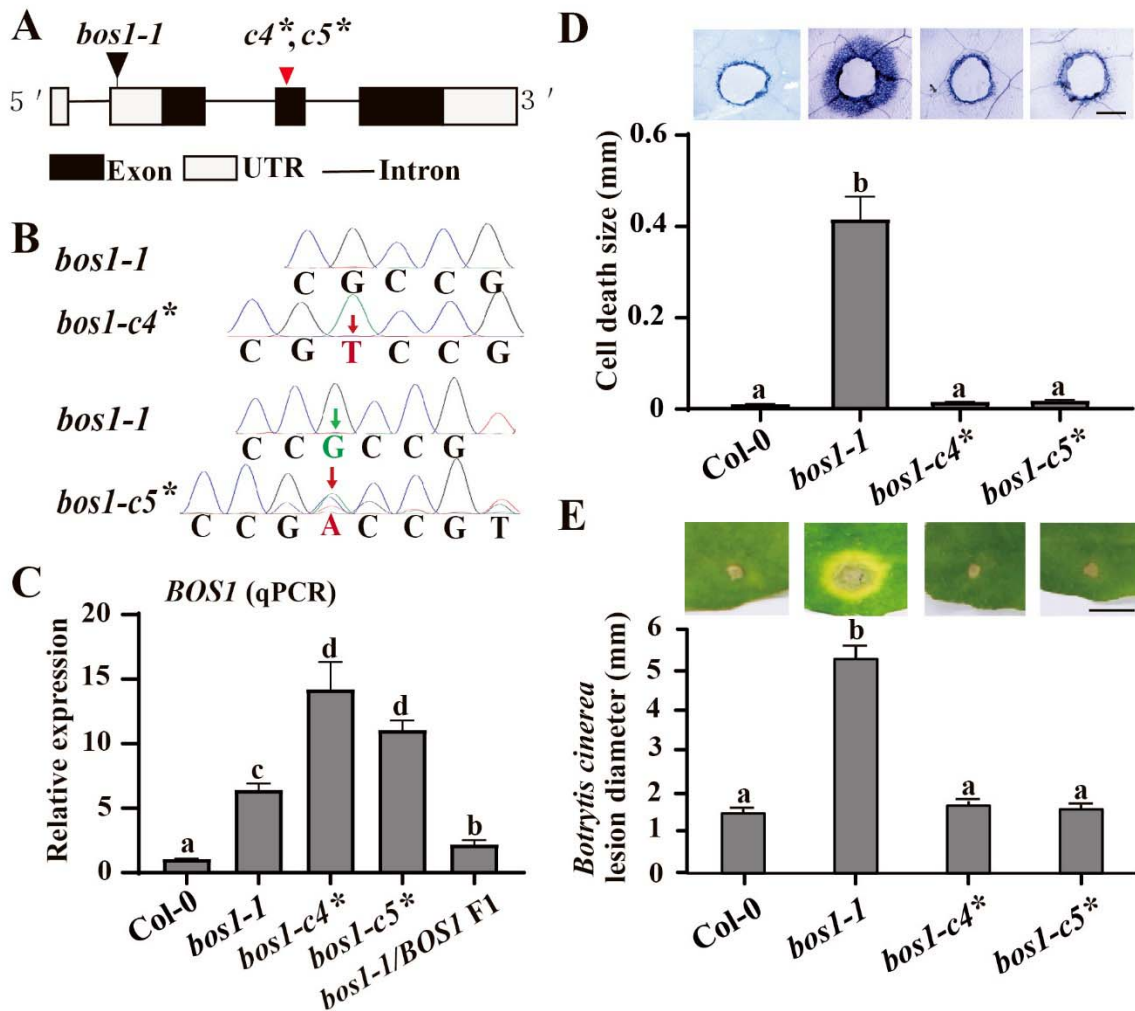 A
bos1-1
c4*, c5*
5 ′
3 ′
Exon
UTR
Intron
B
bos1-1
C G C C G
bos1-c4*
C G T C C G
bos1-1
C C G C C G
bos1-c5*
C C G A C C G T
C
BOS1 (qPCR)
Relative expression
20
15
10
5
0
a
c
d
d
b
Col-0
bos1-1
bos1-c4*
bos1-c5*
bos1-1/BOS1 F1
D
Cell death size (mm)
0.6
0.4
0.2
0
a
b
a
a
Col-0
bos1-1
bos1-c4*
bos1-c5*
E
Botrytis cinerea
lesion diameter (mm)
6
5
4
3
2
1
0
a
b
a
a
Col-0
bos1-1
bos1-c4*
bos1-c5*